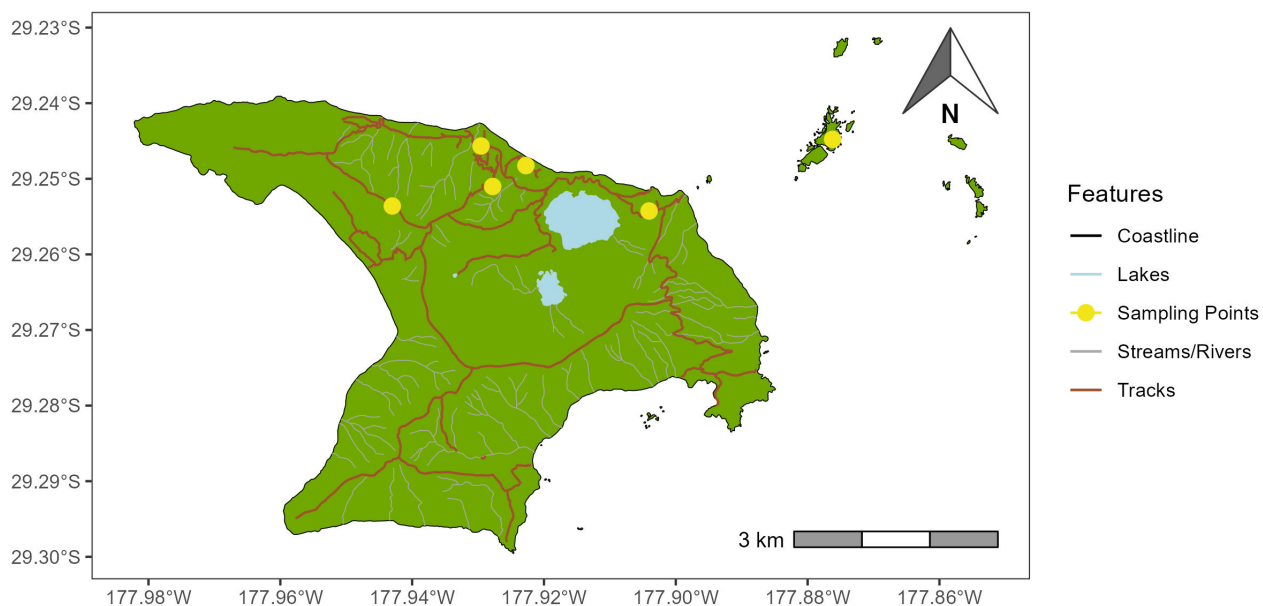 29.23°S
29.24°S
29.25°S
29.26°S
29.27°S
29.28°S
29.29°S
29.30°S
N
3 km
177.98°W 177.96°W 177.94°W 177.92°W 177.90°W 177.88°W 177.86°W
Features
Coastline
Lakes
Sampling Points
Streams/Rivers
Tracks